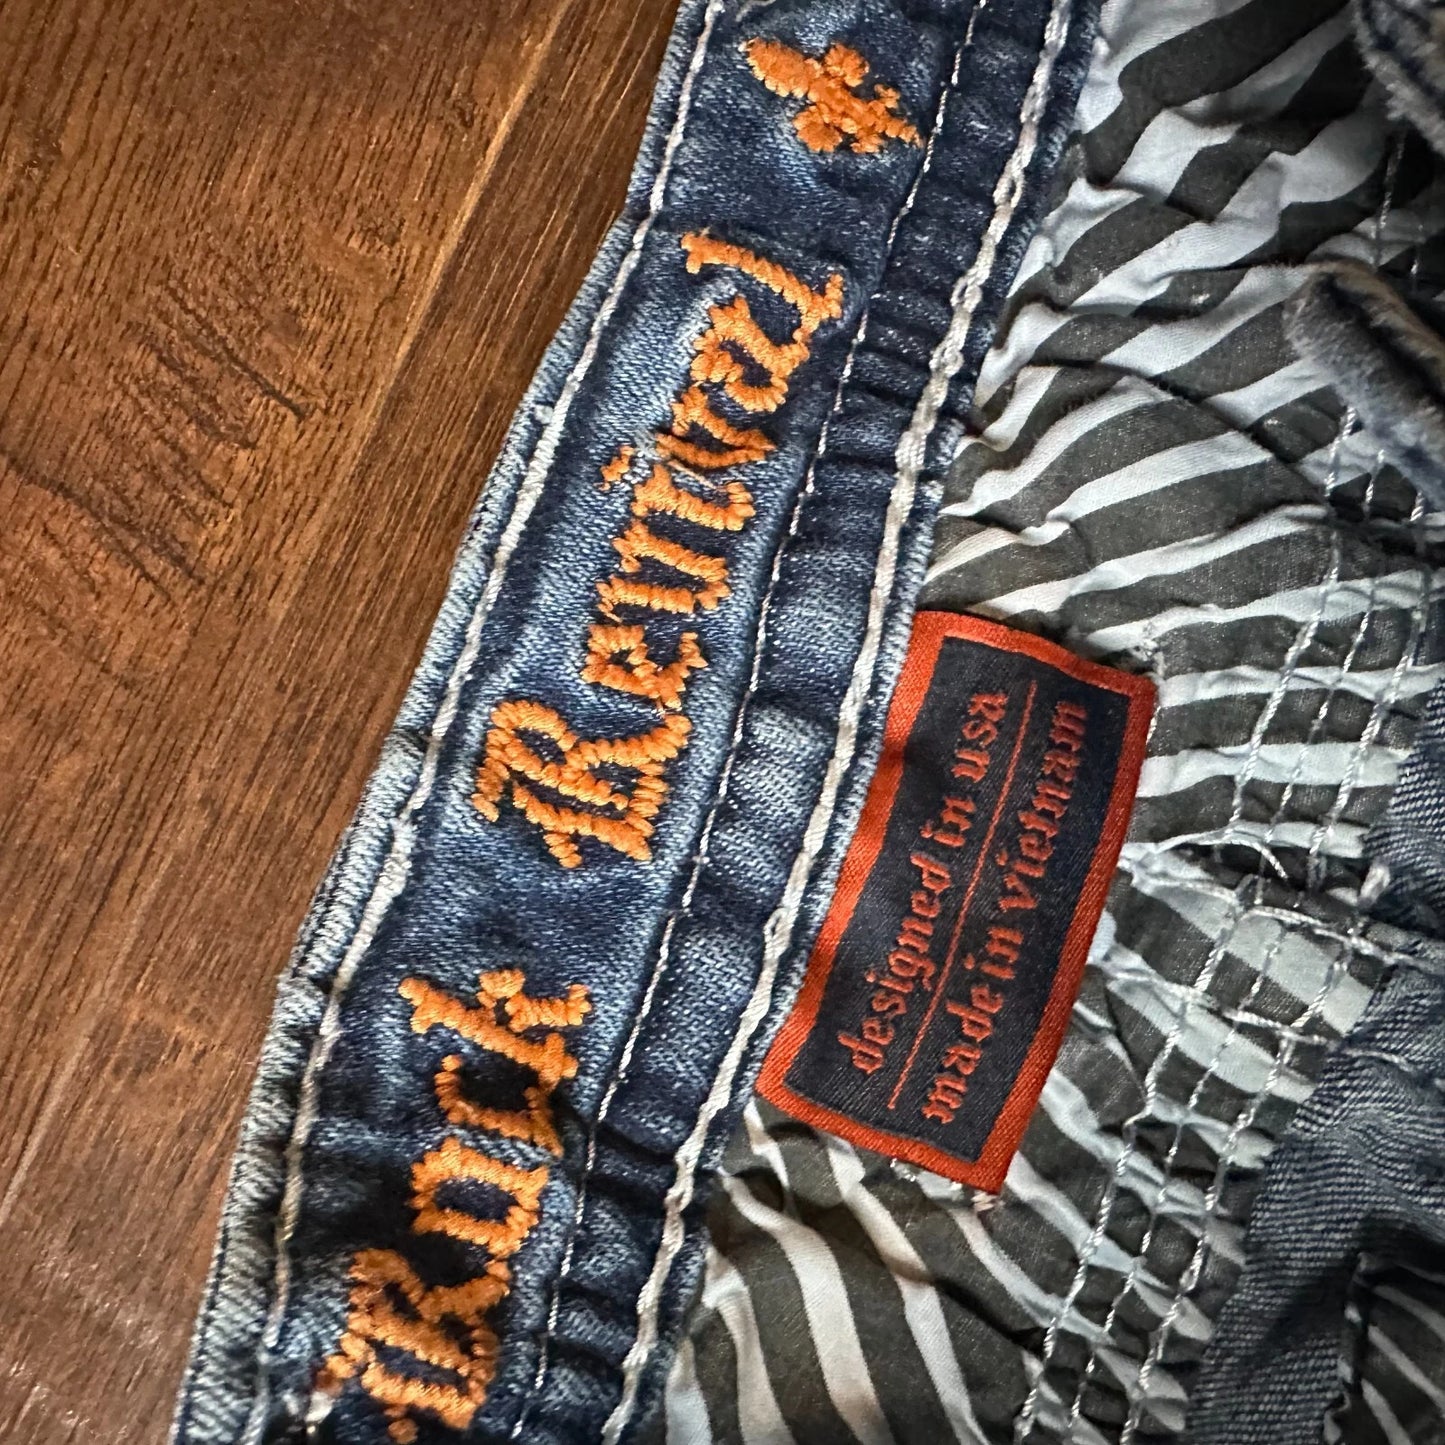 Rock Revival
designed in usa
made in vietnam